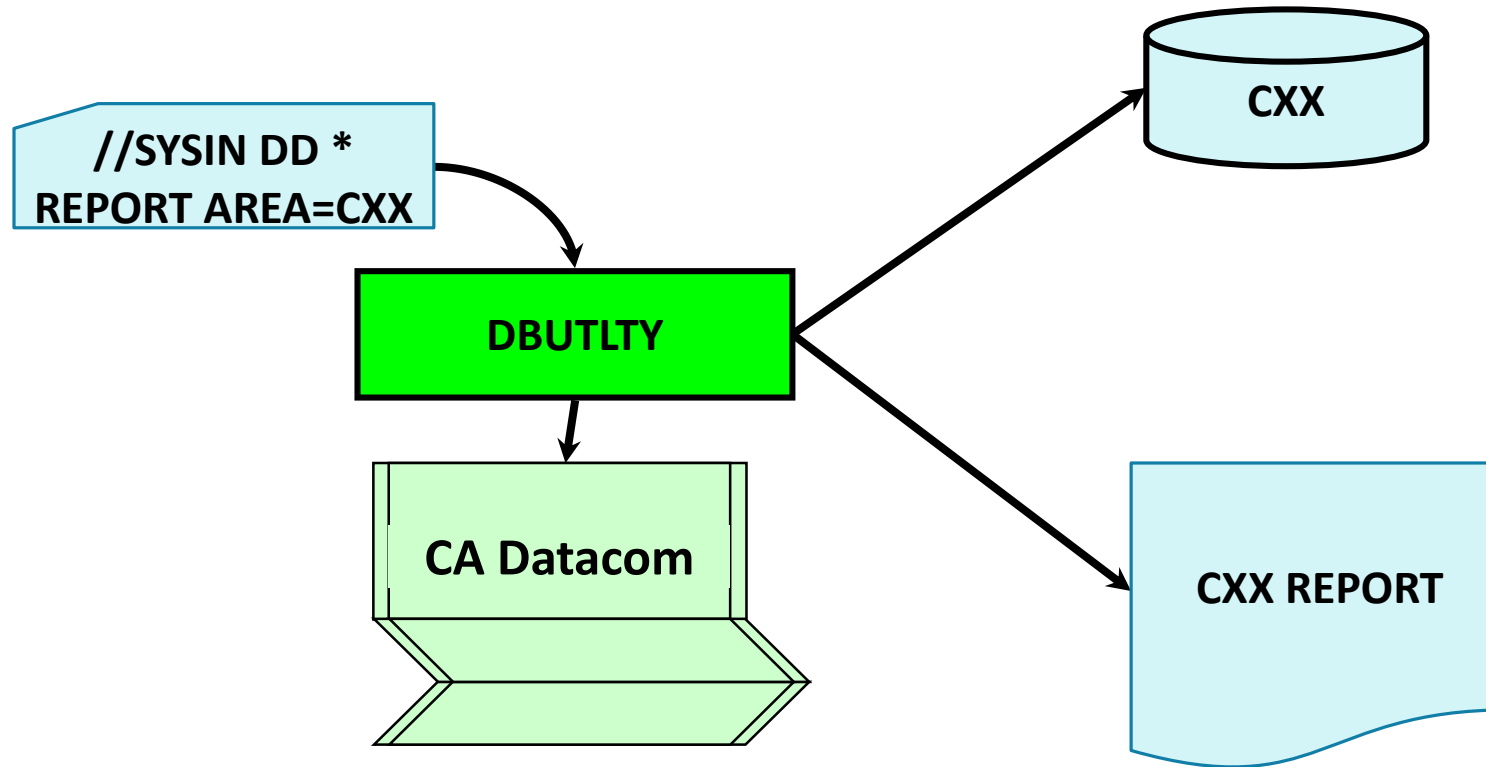 //SYSIN DD *
REPORT AREA=CXX
CXX
DBUTLTY
CA Datacom
CXX REPORT